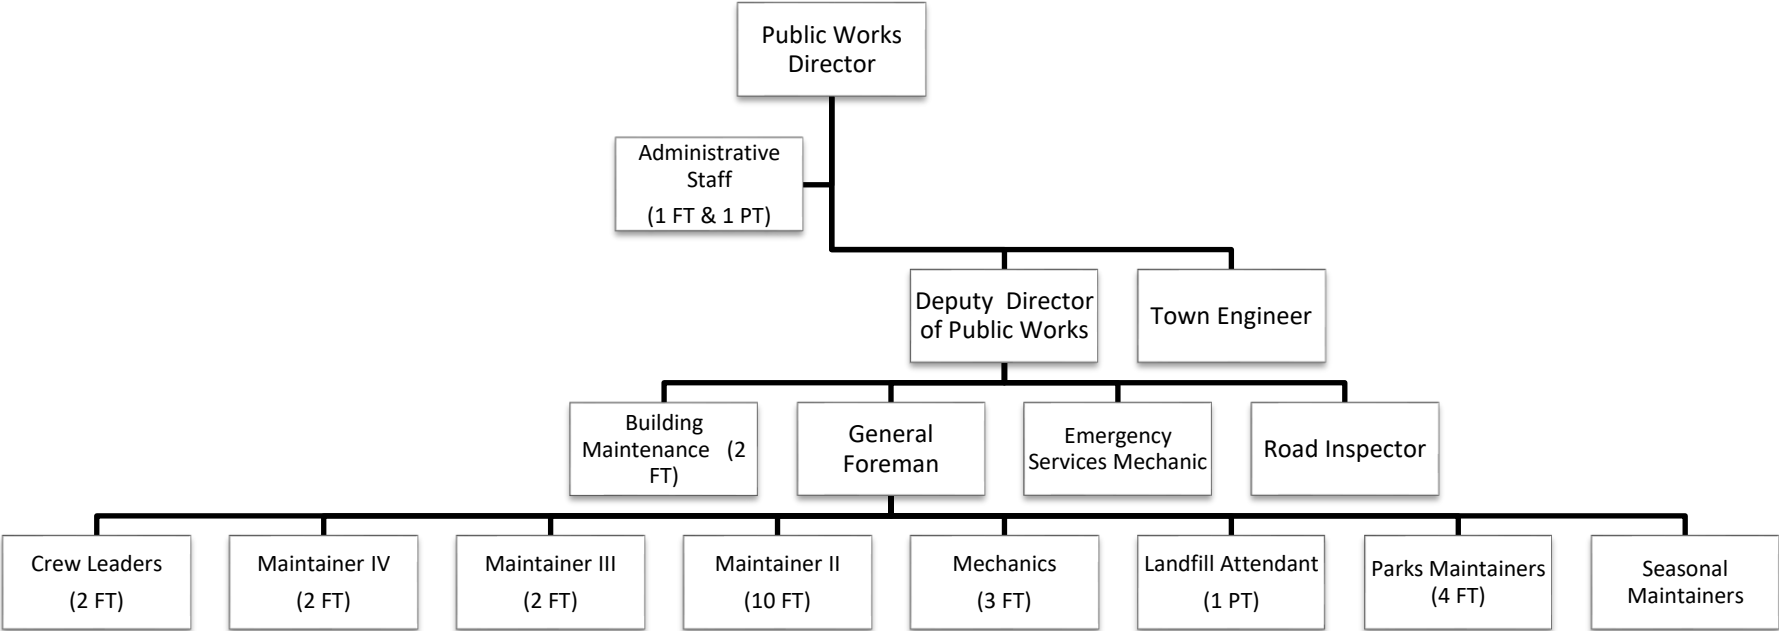 Public Works
Director
Administrative
Staff
(1 FT & 1 PT)
Deputy Director
of Public Works
Town Engineer
Building
Maintenance (2
FT)
General
Foreman
Emergency
Services Mechanic
Road Inspector
Crew Leaders
(2 FT)
Maintainer IV
(2 FT)
Maintainer III
(2 FT)
Maintainer II
(10 FT)
Mechanics
(3 FT)
Landfill Attendant
(1 PT)
Parks Maintainers
(4 FT)
Seasonal
Maintainers